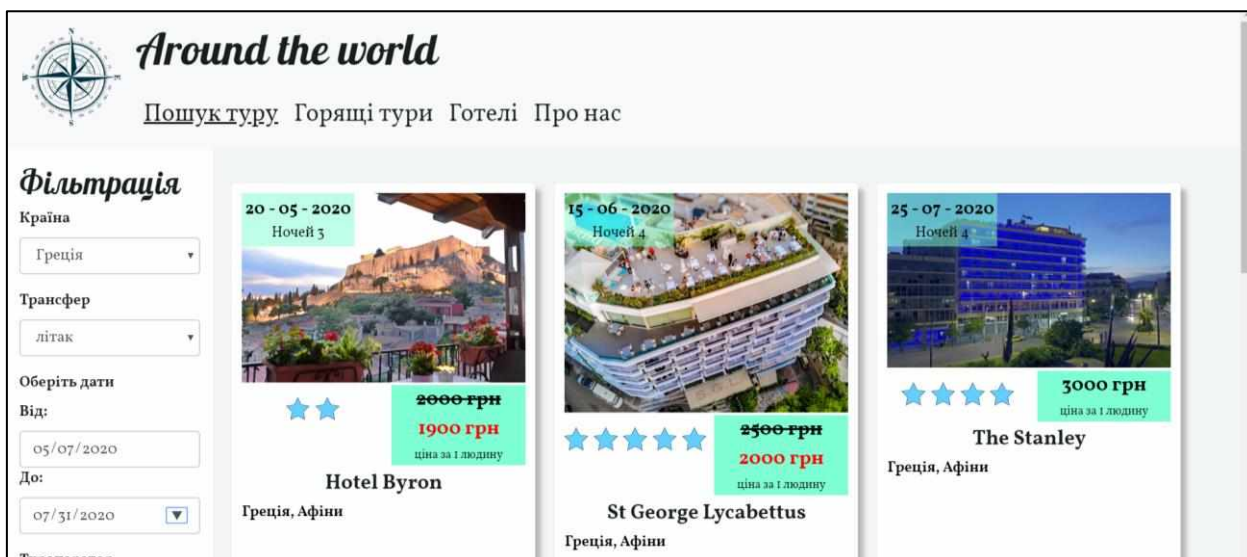 Around the world
Пошук туру Горящі тури Готелі Про нас
Фільтрація
Країна
Греція
Трансфер
літак
Оберіть дати
Від:
05/07/2020
До:
07/31/2020
20 - 05 - 2020
Ночей 3
2000 грн
1900 грн
ціна за 1 людину
Hotel Byron
Греція, Афіни
15 - 06 - 2020
Ночей 4
2500 грн
2000 грн
ціна за 1 людину
St George Lycabettus
Греція, Афіни
25 - 07 - 2020
Ночей 4
3000 грн
ціна за 1 людину
The Stanley
Греція, Афіни